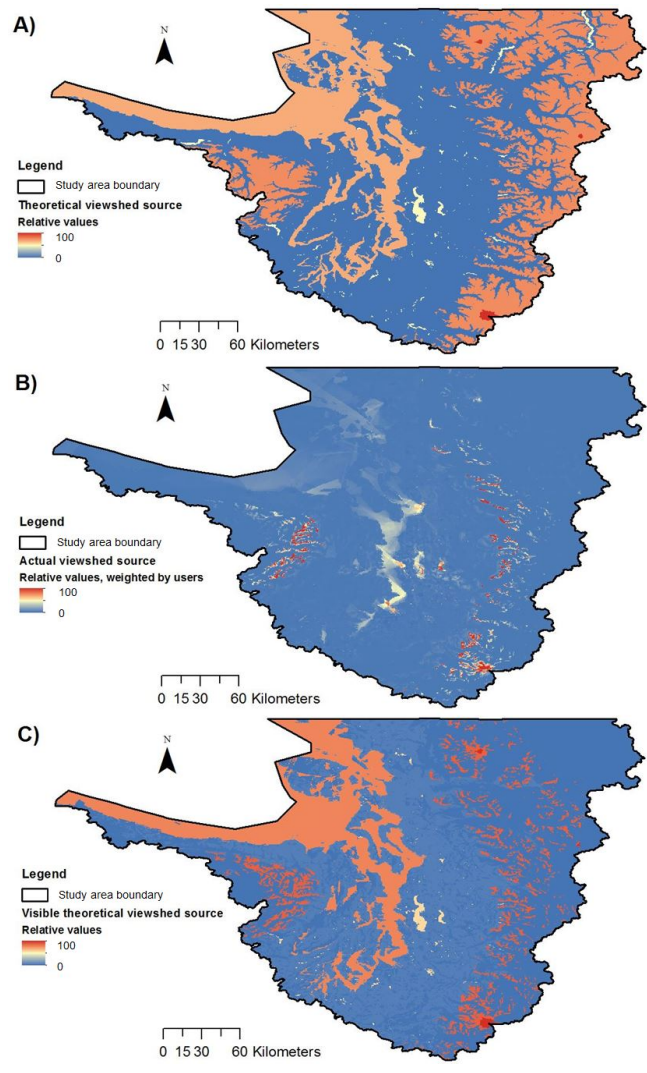 A)
N
Legend
Study area boundary
Theoretical viewshed source
Relative values
100
0
0 15 30 60 Kilometers
B)
N
Legend
Study area boundary
Actual viewshed source
Relative values, weighted by users
100
0
0 15 30 60 Kilometers
C)
N
Legend
Study area boundary
Visible theoretical viewshed source
Relative values
100
0
0 15 30 60 Kilometers